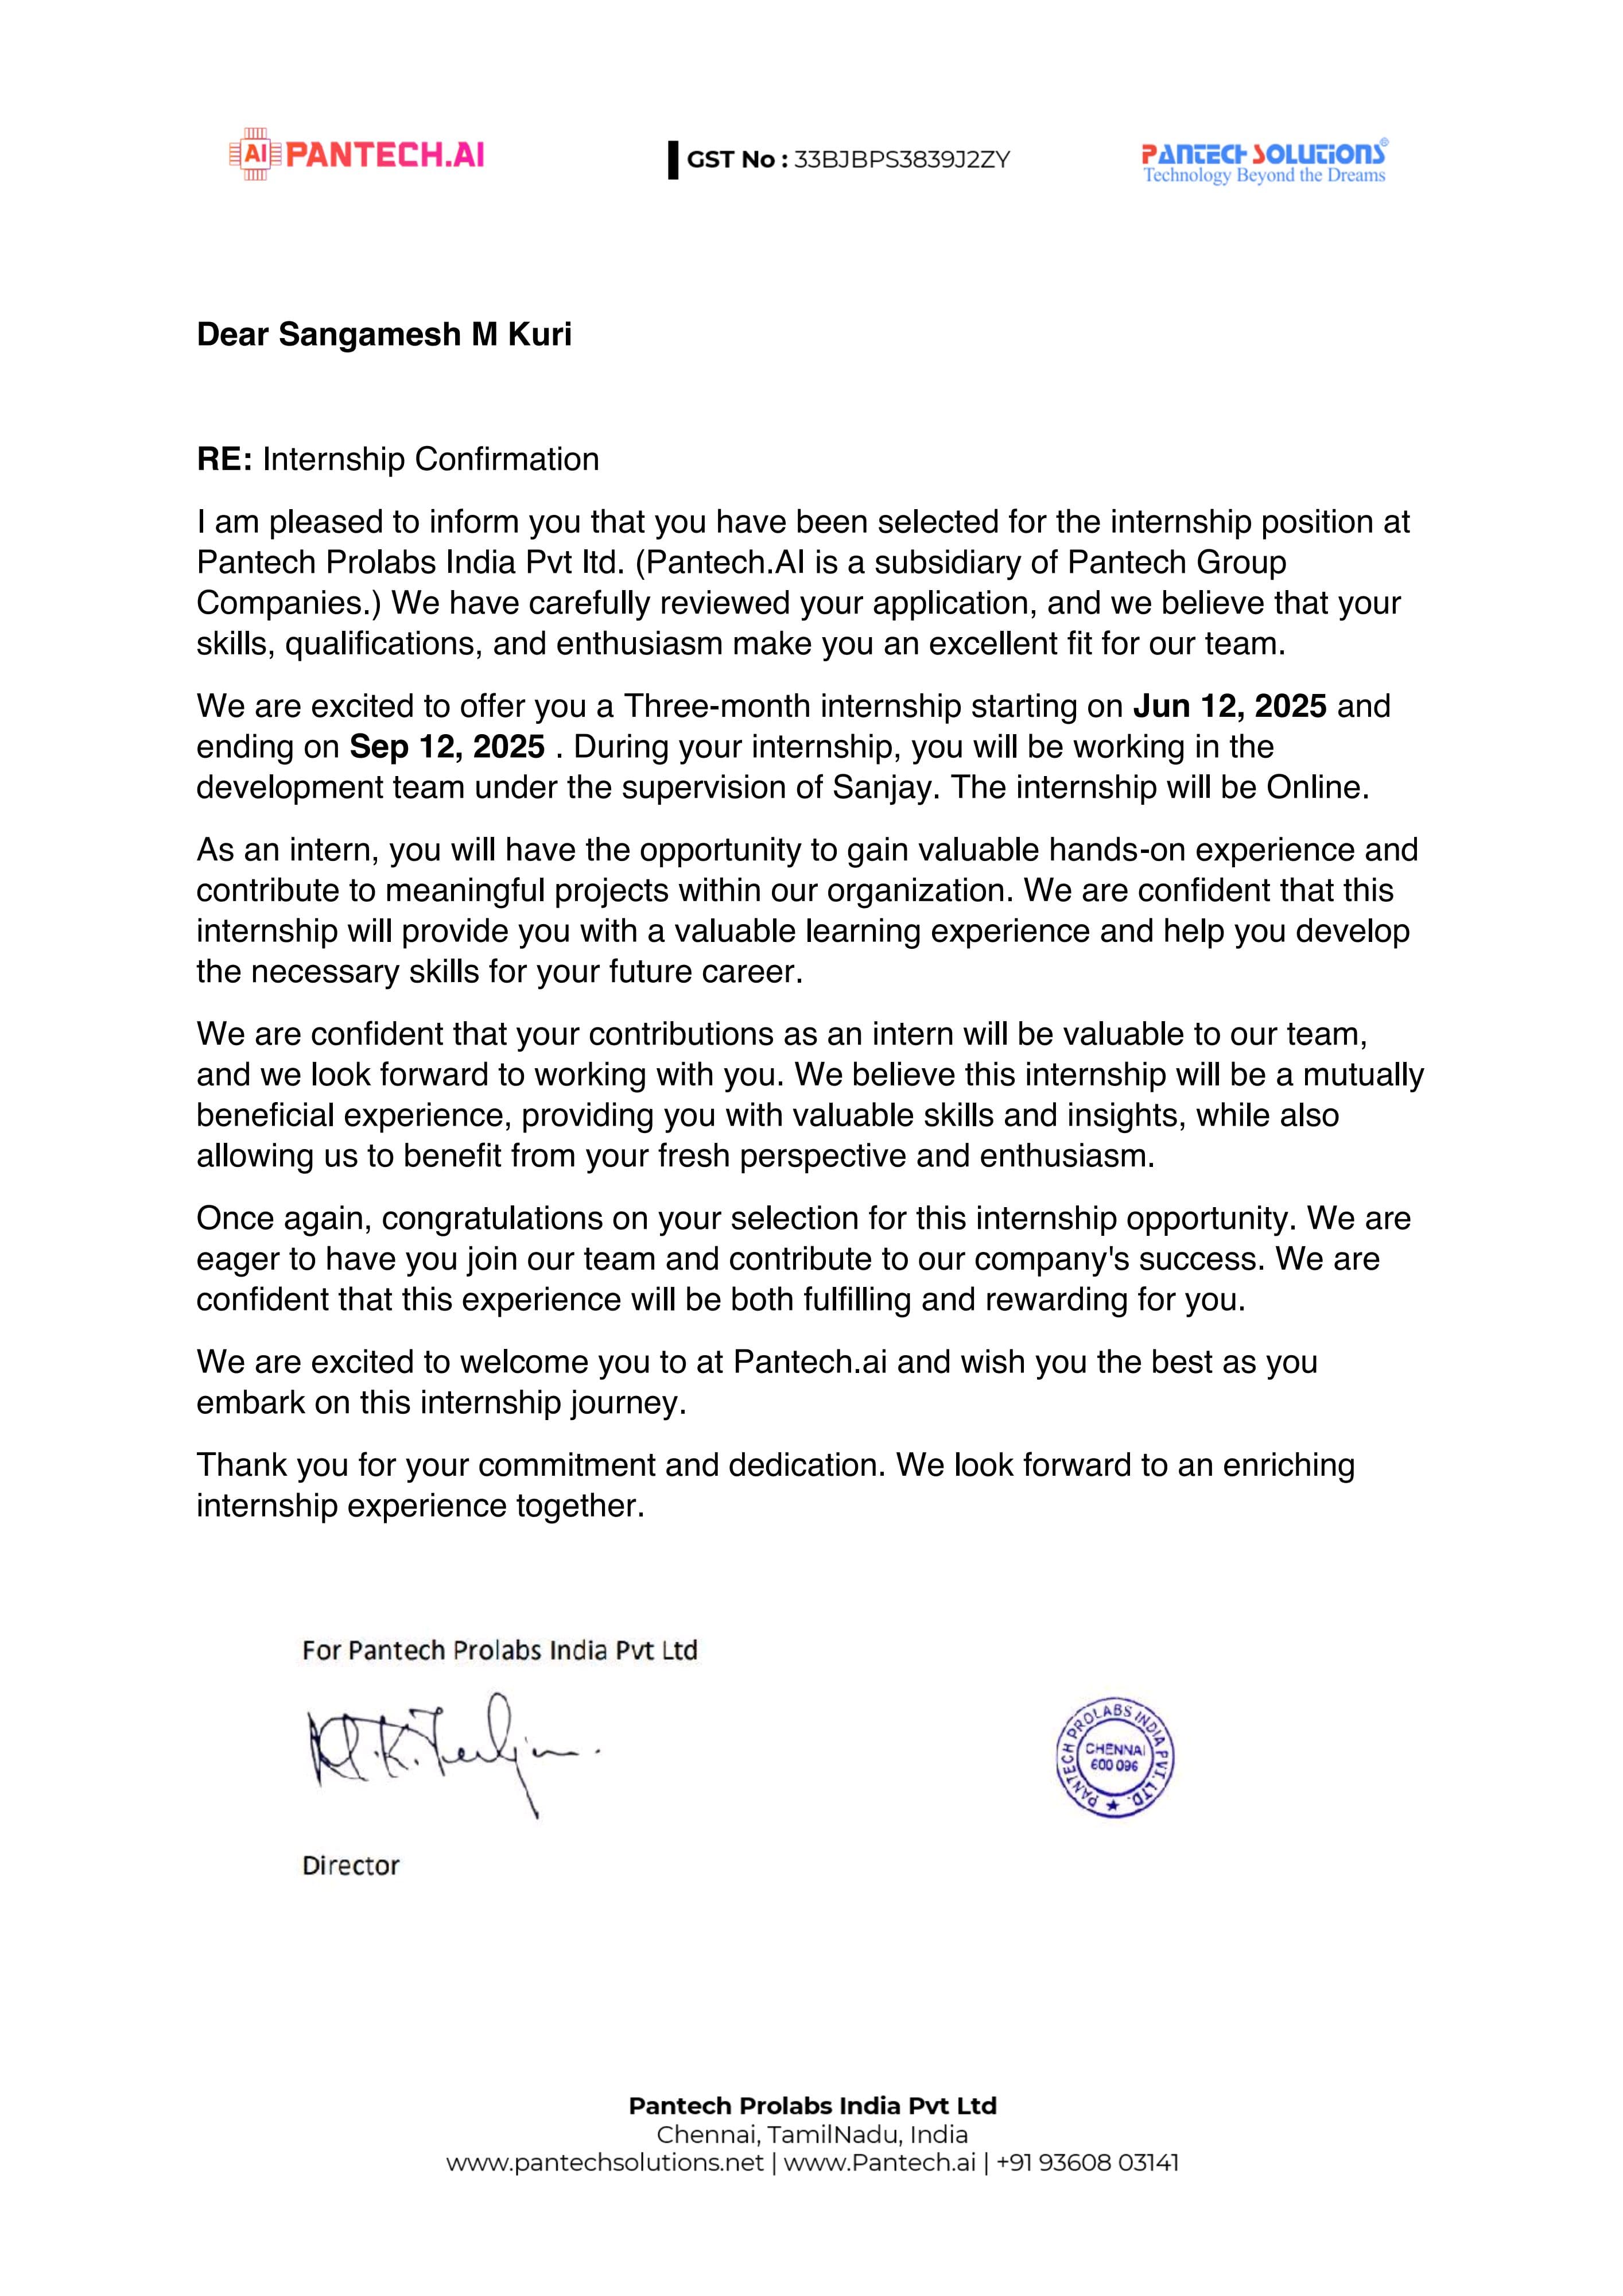 AI PANTECH.AI
GST No : 33BJBPS3839J2ZY
PANTECH SOLUTIONS®
Technology Beyond the Dreams
Dear Sangamesh M Kuri
RE: Internship Confirmation
I am pleased to inform you that you have been selected for the internship position at
Pantech Prolabs India Pvt ltd. (Pantech.AI is a subsidiary of Pantech Group
Companies.) We have carefully reviewed your application, and we believe that your
skills, qualifications, and enthusiasm make you an excellent fit for our team.
We are excited to offer you a Three-month internship starting on Jun 12, 2025 and
ending on Sep 12, 2025 . During your internship, you will be working in the
development team under the supervision of Sanjay. The internship will be Online.
As an intern, you will have the opportunity to gain valuable hands-on experience and
contribute to meaningful projects within our organization. We are confident that this
internship will provide you with a valuable learning experience and help you develop
the necessary skills for your future career.
We are confident that your contributions as an intern will be valuable to our team,
and we look forward to working with you. We believe this internship will be a mutually
beneficial experience, providing you with valuable skills and insights, while also
allowing us to benefit from your fresh perspective and enthusiasm.
Once again, congratulations on your selection for this internship opportunity. We are
eager to have you join our team and contribute to our company's success. We are
confident that this experience will be both fulfilling and rewarding for you.
We are excited to welcome you to at Pantech.ai and wish you the best as you
embark on this internship journey.
Thank you for your commitment and dedication. We look forward to an enriching
internship experience together.
For Pantech Prolabs India Pvt Ltd
PANTECH PROLABS INDIA PVT. LTD.
CHENNAI
600 096
Director
Pantech Prolabs India Pvt Ltd
Chennai, TamilNadu, India
www.pantechsolutions.net | www.Pantech.ai | +91 93608 03141